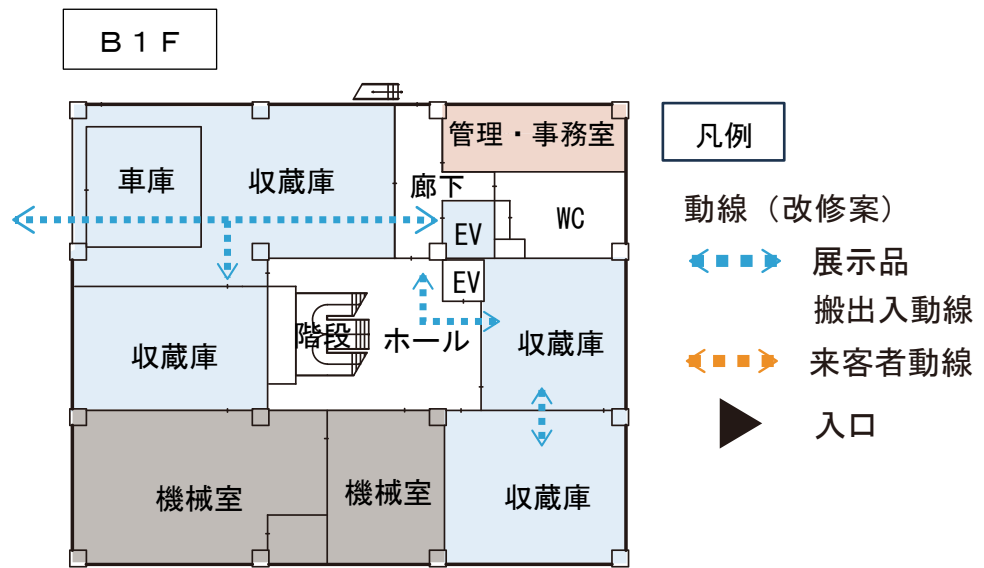 B1F
管理・事務室
凡例
車庫
収蔵庫
廊下
WC
EV
動線（改修案）
展示品
搬出入動線
EV
階段
ホール
収蔵庫
収蔵庫
来客者動線
入口
機械室
機械室
収蔵庫